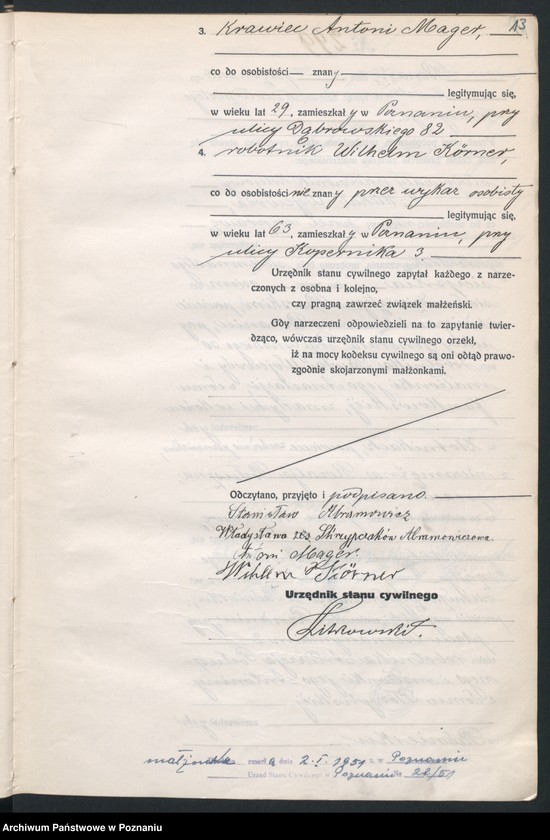 13
3. Krawiec Antoni Mager,
co do osobistości znany
legitymując się,
w wieku lat 29, zamieszkały w Poznaniu, przy
ulicy Dąbrowskiego 82
4. robotnik Wilhelm Körner,
co do osobistości nie znany przez wykaz osobisty
legitymując się,
w wieku lat 63, zamieszkały w Poznaniu, przy
ulicy Kopernika 3
Urzędnik stanu cywilnego zapytał każdego z narze-
czonych z osobna i kolejno,
czy pragną zawrzeć związek małżeński.
Gdy narzeczeni odpowiedzieli na to zapytanie twier-
dząco, wówczas urzędnik stanu cywilnego orzekł,
iż na mocy kodeksu cywilnego są oni odtąd prawo-
zgodnie skojarzonymi małżonkami.
Odczytano, przyjęto i podpisano
Stanisław Abramowicz
Władysława ze Skrzypczaków Abramowiczowa
Antoni Mager.
Wilhelm Körner
Urzędnik stanu cywilnego
zmarła dnia 2.I.1951 r. w Poznaniu
Urząd Stanu Cywilnego w Poznaniu 22/51
Archiwum Państwowe w Poznaniu